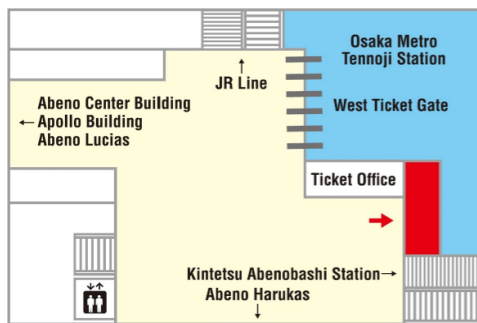 Osaka Metro
Tennoji Station
JR Line
Abeno Center Building
Apollo Building
Abeno Lucias
West Ticket Gate
Ticket Office
Kintetsu Abenobashi Station
Abeno Harukas